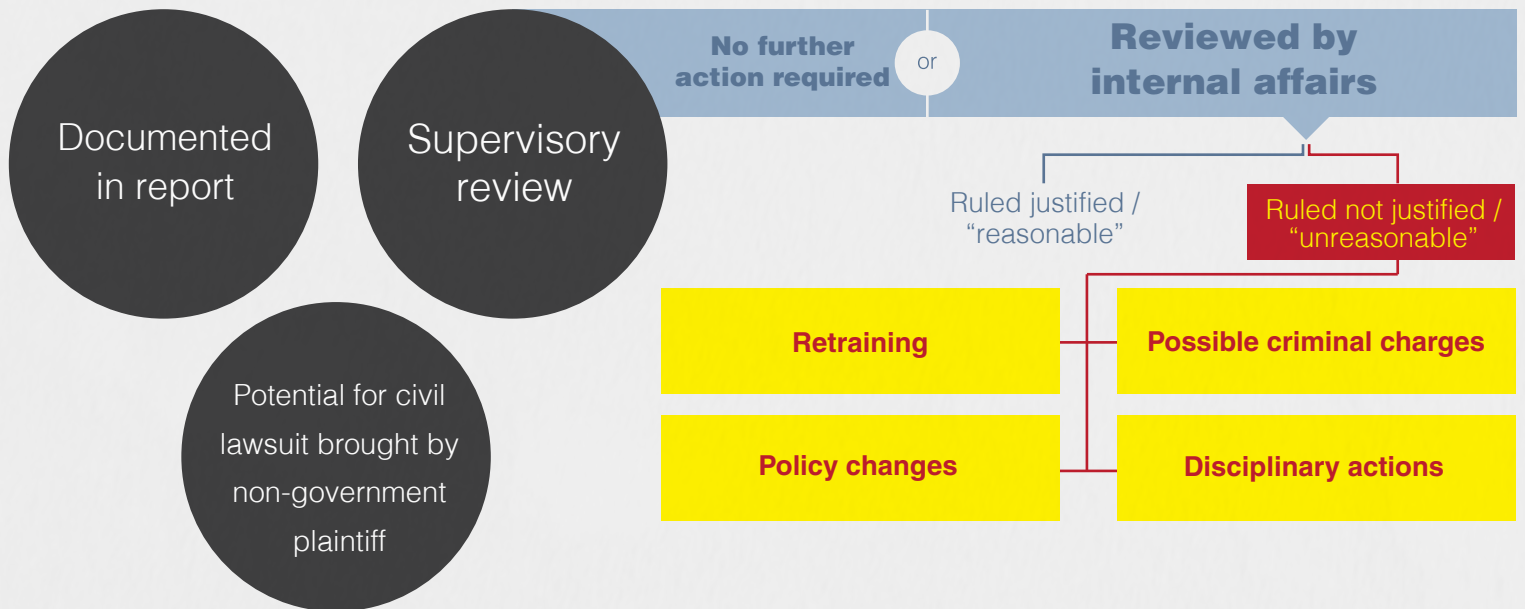 Documented
in report
Supervisory
review
No further
action required
or
Reviewed by
internal affairs
Ruled justified /
“reasonable”
Ruled not justified /
“unreasonable”
Retraining
Possible criminal charges
Policy changes
Disciplinary actions
Potential for civil
lawsuit brought by
non-government
plaintiff